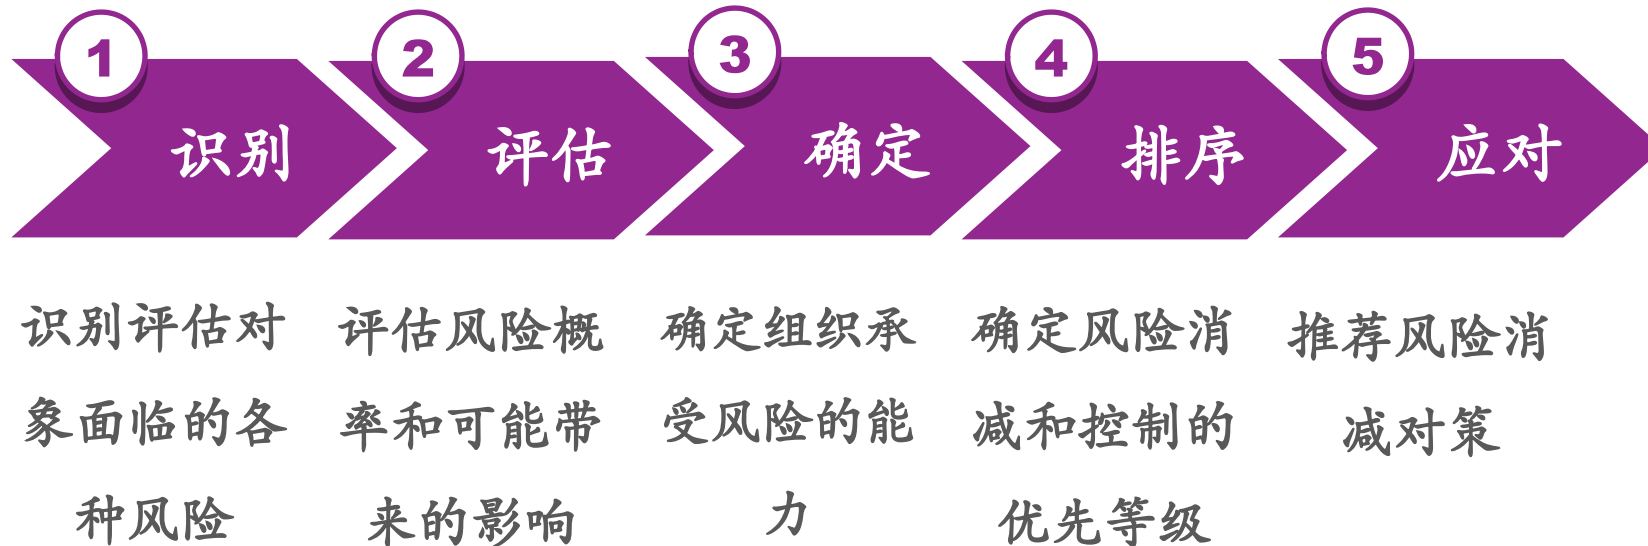 1
识别
2
评估
3
确定
4
排序
5
应对
识别评估对
象面临的各
种风险
评估风险概
率和可能带
来的影响
确定组织承
受风险的能
力
确定风险消
减和控制的
优先等级
推荐风险消
减对策